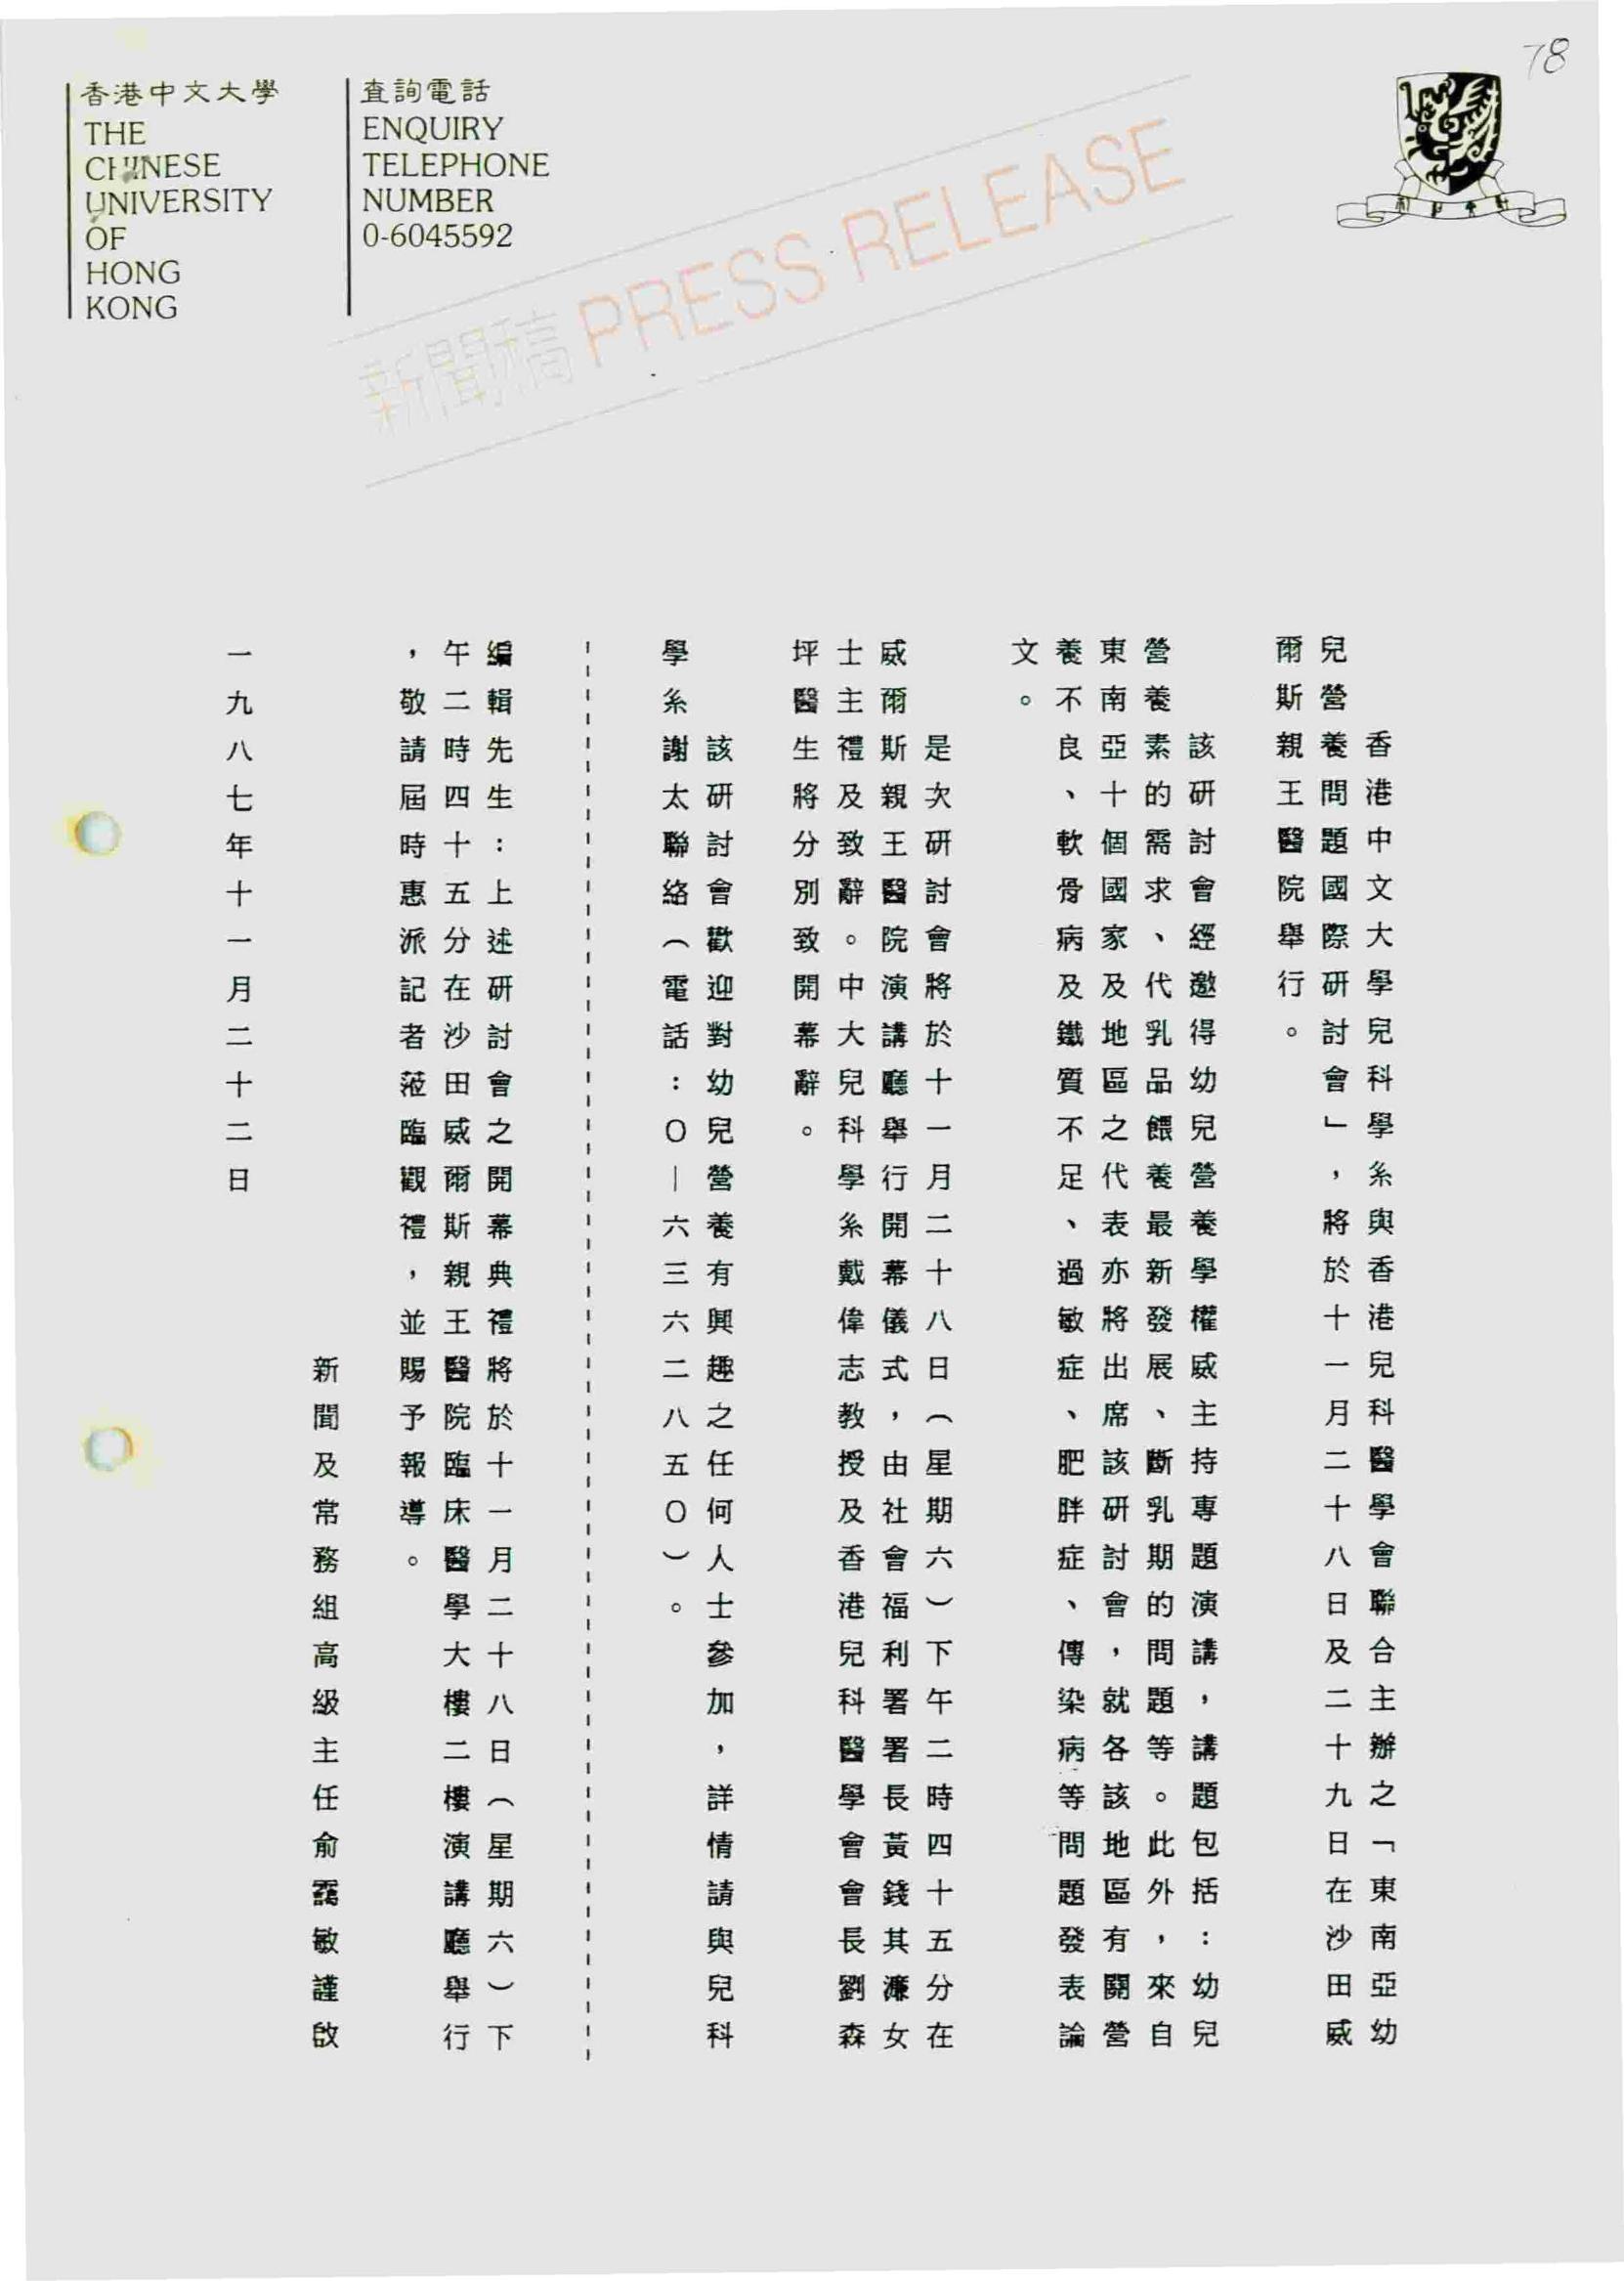 78
香港中文大學
THE
CHINESE
UNIVERSITY
OF
HONG
KONG
查詢電話
ENQUIRY
TELEPHONE
NUMBER
0-6045592
新聞稿 PRESS RELEASE
香港中文大學兒科學系與香港兒科醫學會聯合主辦之「東南亞幼
兒營養問題國際研討會」，將於十一月二十八日及二十九日在沙田威
爾斯親王醫院舉行。
該研討會經邀得幼兒營養學權威主持專題演講，講題包括：幼兒
營養素的需求、代乳品餵養最新發展、斷乳期的問題等。此外，來自
東南亞十個國家及地區之代表亦將出席該研討會，就各該地區有關營
養不良、軟骨病及鐵質不足、過敏症、肥胖症、傳染病等問題發表論
文。
是次研討會將於十一月二十八日（星期六）下午二時四十五分在
威爾斯親王醫院演講廳舉行開幕儀式，由社會福利署署長黃錢其濂女
士主禮及致辭。中大兒科學系戴偉志教授及香港兒科醫學會會長劉森
坪醫生將分別致開幕辭。
該研討會歡迎對幼兒營養有興趣之任何人士參加，詳情請與兒科
學系謝太聯絡（電話：０—六三六二八五０）。
編輯先生：上述研討會之開幕典禮將於十一月二十八日（星期六）下
午二時四十五分在沙田威爾斯親王醫院臨床醫學大樓二樓演講廳舉行
，敬請屆時惠派記者蒞臨觀禮，並賜予報導。
新聞及常務組高級主任俞靄敏謹啟
一九八七年十一月二十二日